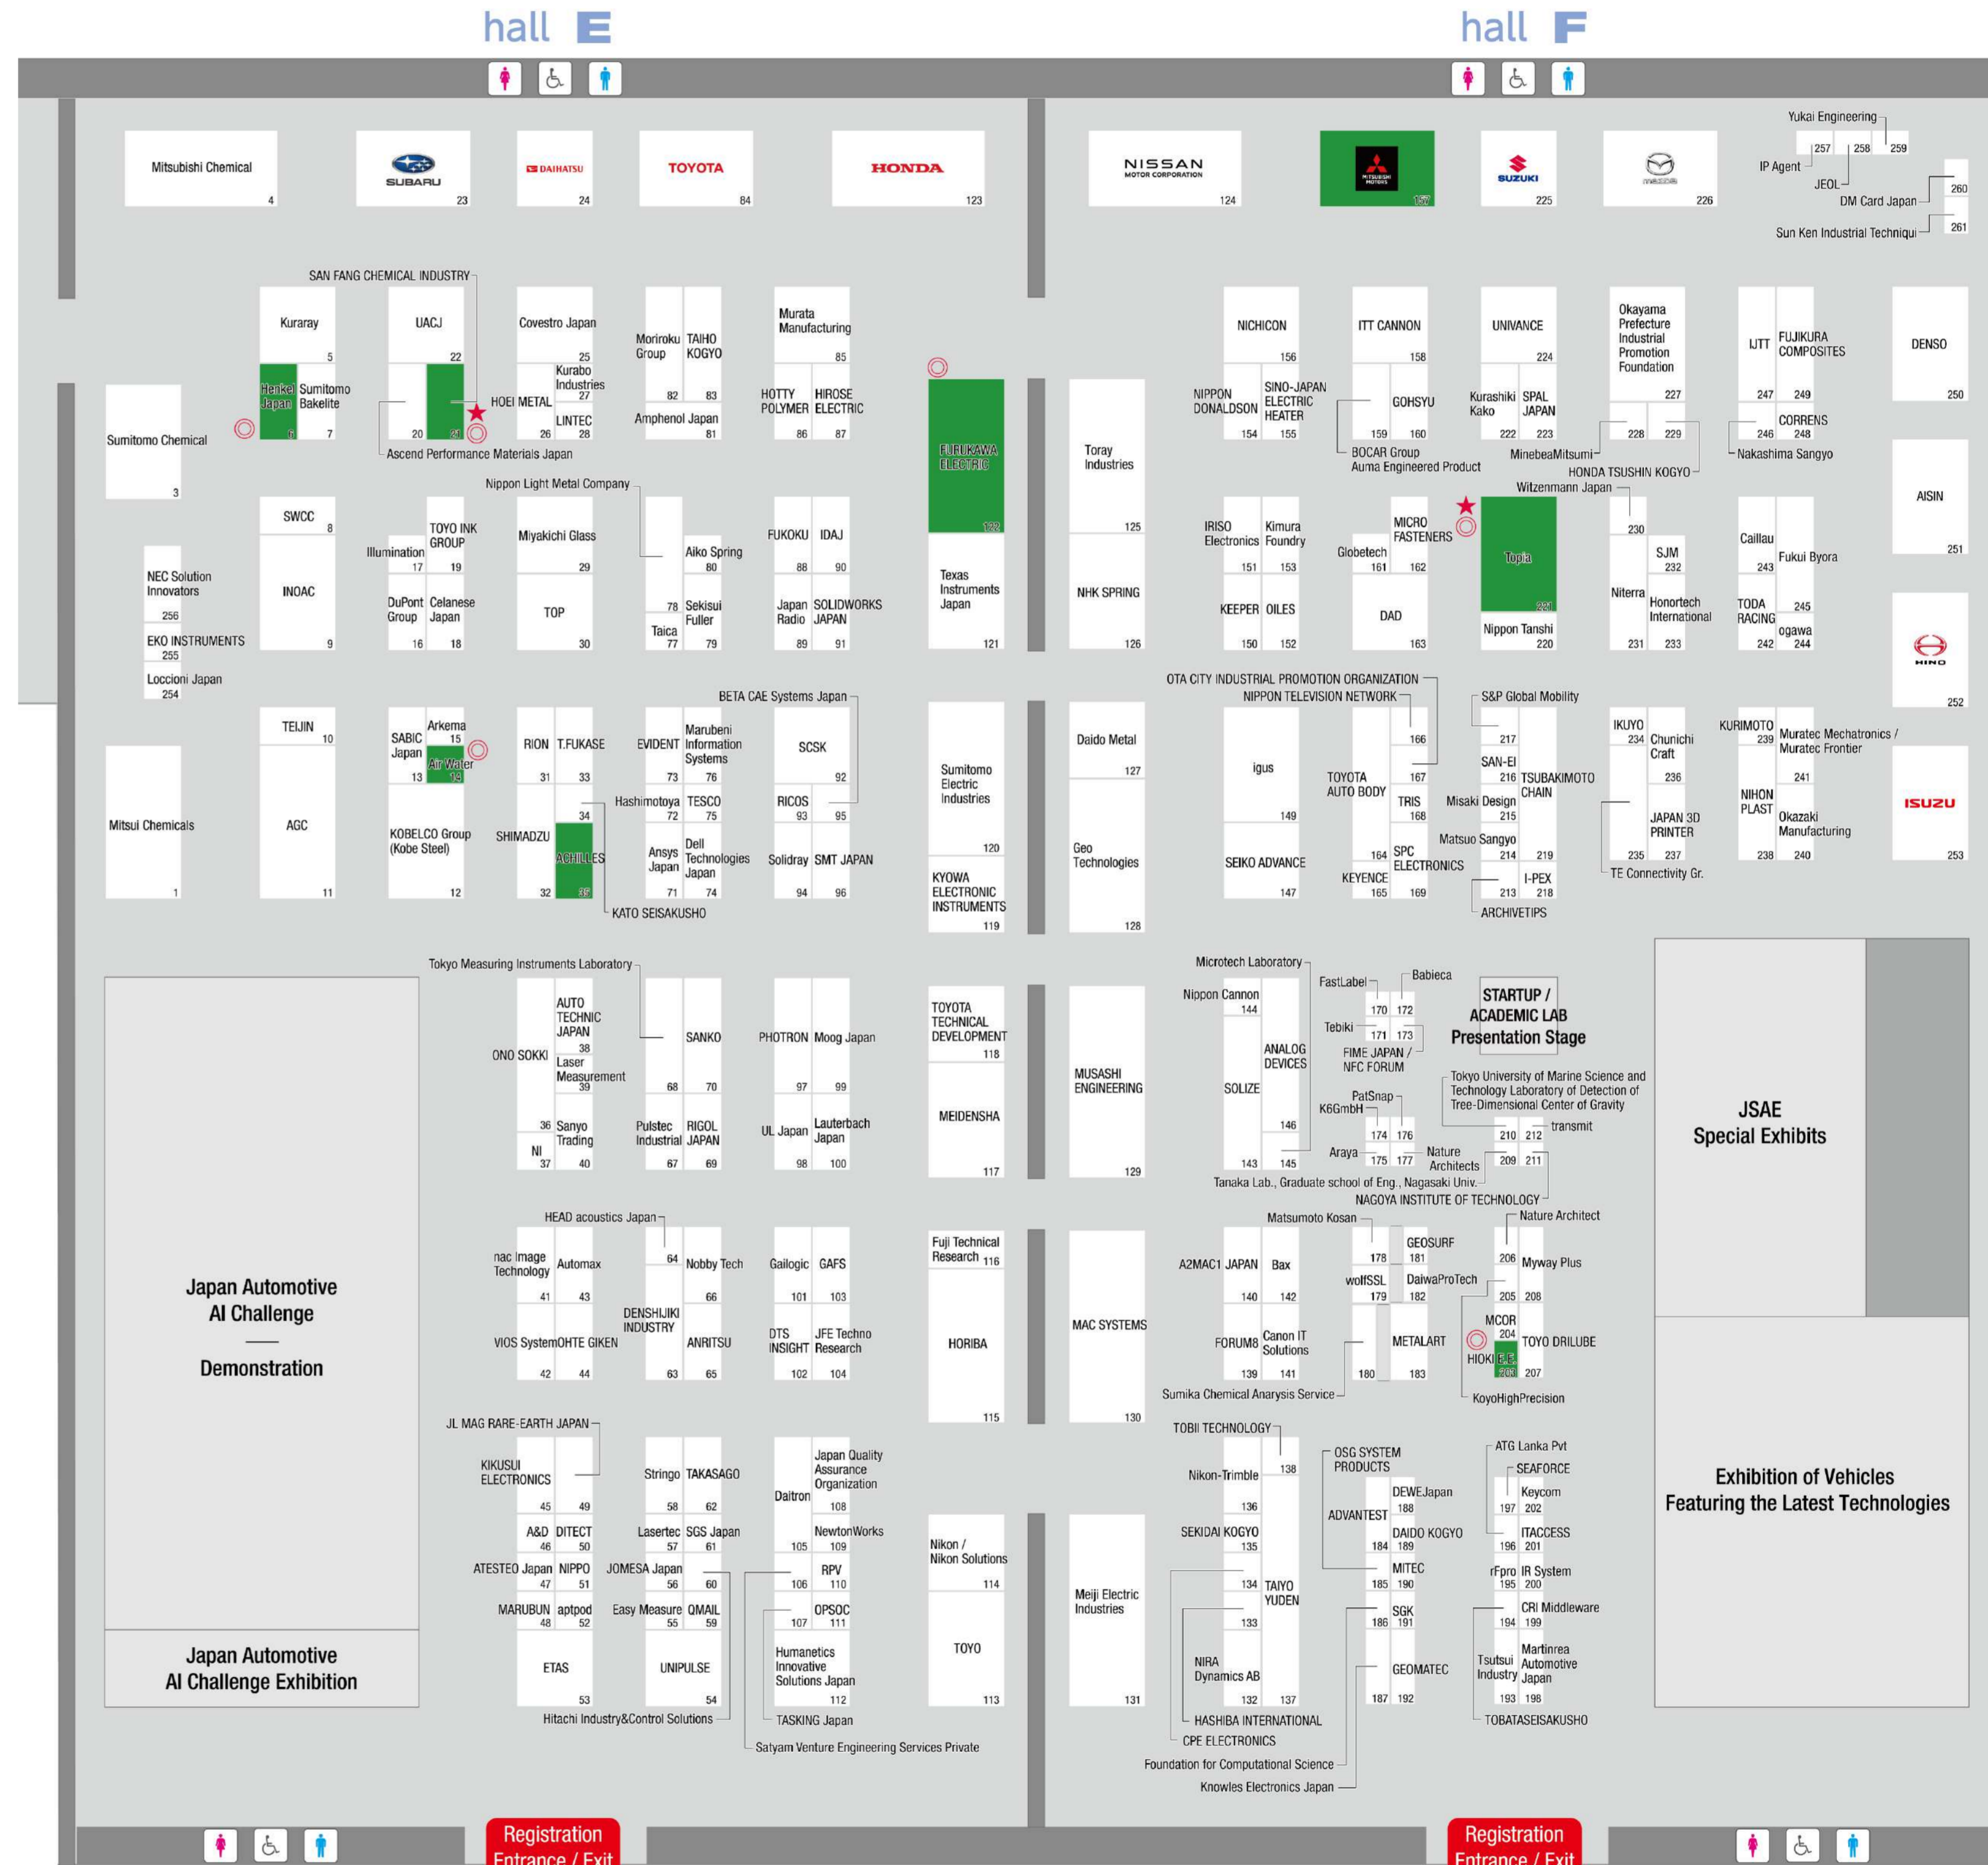 hall E
hall F
Mitsubishi Chemical
4
SUBARU
23
DAIHATSU
24
TOYOTA
84
HONDA
123
NISSAN
MOTOR CORPORATION
124
MITSUBISHI
MOTORS
157
SUZUKI
225
mazda
226
Yukai Engineering
257
258
259
IP Agent
JEOL
260
DM Card Japan
261
Sun Ken Industrial Techniqui
SAN FANG CHEMICAL INDUSTRY
Kuraray
5
Henkel
Japan
6
Sumitomo
Bakelite
7
UACJ
22
20
21
Ascend Performance Materials Japan
Covestro Japan
25
Kurabo
Industries
27
HOEI METAL
26
LINTEC
28
Moriroku
Group
82
TAIHO
KOGYO
83
Amphenol Japan
81
Murata
Manufacturing
85
HOTTY
POLYMER
86
HIROSE
ELECTRIC
87
FURUKAWA
ELECTRIC
122
Toray
Industries
125
NICHICON
156
NIPPON
DONALDSON
154
SINO-JAPAN
ELECTRIC
HEATER
155
ITT CANNON
158
GOHSYU
159
160
BOCAR Group
Auma Engineered Product
UNIVANCE
224
Kurashiki
Kako
222
SPAL
JAPAN
223
Okayama
Prefecture
Industrial
Promotion
Foundation
227
228
229
MinebeaMitsumi
HONDA TSUSHIN KOGYO
IJTT
247
FUJIKURA
COMPOSITES
249
CORRENS
246
248
Nakashima Sangyo
DENSO
250
Sumitomo Chemical
3
Nippon Light Metal Company
Witzenmann Japan
AISIN
251
SWCC
8
INOAC
9
Illumination
17
TOYO INK
GROUP
19
DuPont
Group
16
Celanese
Japan
18
Miyakichi Glass
29
TOP
30
78
Aiko Spring
80
Taica
77
Sekisui
Fuller
79
FUKOKU
88
IDAJ
90
Japan
Radio
89
SOLIDWORKS
JAPAN
91
Texas
Instruments
Japan
121
NHK SPRING
126
IRISO
Electronics
151
Kimura
Foundry
153
KEEPER
150
OILES
152
Globetech
161
MICRO
FASTENERS
162
DAD
163
Topia
221
Nippon Tanshi
220
230
SJM
232
Niterra
231
Honortech
International
233
Caillau
243
Fukui Byora
245
TODA
RACING
242
ogawa
244
HINO
252
NEC Solution
Innovators
256
EKO INSTRUMENTS
255
Loccioni Japan
254
BETA CAE Systems Japan
OTA CITY INDUSTRIAL PROMOTION ORGANIZATION
NIPPON TELEVISION NETWORK
S&P Global Mobility
TEIJIN
10
AGC
11
SABIC
Japan
13
Arkema
15
Air Water
14
KOBELCO Group
(Kobe Steel)
12
RION
31
T.FUKASE
33
34
SHIMADZU
32
ACHILLES
35
KATO SEISAKUSHO
EVIDENT
73
Marubeni
Information
Systems
76
Hashimotoya
72
TESCO
75
Ansys
Japan
71
Dell
Technologies
Japan
74
SCSK
92
RICOS
93
95
Solidray
94
SMT JAPAN
96
Sumitomo
Electric
Industries
120
KYOWA
ELECTRONIC
INSTRUMENTS
119
Daido Metal
127
Geo
Technologies
128
igus
149
SEIKO ADVANCE
147
166
167
TOYOTA
AUTO BODY
TRIS
168
164
SPC
ELECTRONICS
KEYENCE
165
169
217
SAN-EI
216
TSUBAKIMOTO
CHAIN
Misaki Design
215
Matsuo Sangyo
214
219
I-PEX
213
218
ARCHIVETIPS
IKUYO
234
Chunichi
Craft
236
JAPAN 3D
PRINTER
235
237
TE Connectivity Gr.
KURIMOTO
239
Muratec Mechatronics /
Muratec Frontier
241
NIHON
PLAST
Okazaki
Manufacturing
238
240
ISUZU
253
Mitsui Chemicals
1
Tokyo Measuring Instruments Laboratory
Microtech Laboratory
Japan Automotive
AI Challenge
Demonstration
ONO SOKKI
36
AUTO
TECHNIC
JAPAN
38
Laser
Measurement
39
NI
37
Sanyo
Trading
40
68
SANKO
70
Pulstec
Industrial
67
RIGOL
JAPAN
69
PHOTRON
97
Moog Japan
99
UL Japan
98
Lauterbach
Japan
100
TOYOTA
TECHNICAL
DEVELOPMENT
118
MEIDENSHA
117
MUSASHI
ENGINEERING
129
Nippon Cannon
144
SOLIZE
143
ANALOG
DEVICES
146
145
FastLabel
Babieca
170
172
Tebiki
171
173
FIME JAPAN /
NFC FORUM
PatSnap
K6GmbH
174
176
Araya
175
177
Nature
Architects
STARTUP /
ACADEMIC LAB
Presentation Stage
Tokyo University of Marine Science and
Technology Laboratory of Detection of
Tree-Dimensional Center of Gravity
210
212
transmit
209
211
Tanaka Lab., Graduate school of Eng., Nagasaki Univ.
NAGOYA INSTITUTE OF TECHNOLOGY
JSAE
Special Exhibits
HEAD acoustics Japan
nac Image
Technology
41
Automax
43
VIOS System
42
OHTE GIKEN
44
64
Nobby Tech
66
DENSHIJIKI
INDUSTRY
63
ANRITSU
65
Gailogic
101
GAFS
103
DTS
INSIGHT
102
JFE Techno
Research
104
Fuji Technical
Research
116
HORIBA
115
MAC SYSTEMS
130
A2MAC1 JAPAN
140
Bax
142
FORUM8
139
Canon IT
Solutions
141
Matsumoto Kosan
178
GEOSURF
181
wolfSSL
179
DaiwaProTech
182
METALART
180
183
Sumika Chemical Anarysis Service
Nature Architect
206
Myway Plus
205
208
MCOR
204
TOYO DRILUBE
HIOKI E.E.
203
207
KoyoHighPrecision
JL MAG RARE-EARTH JAPAN
KIKUSUI
ELECTRONICS
45
49
A&D
46
DITECT
50
ATESTEO Japan
47
NIPPO
51
MARUBUN
48
aptpod
52
ETAS
53
Stringo
58
TAKASAGO
62
Lasertec
57
SGS Japan
61
JOMESA Japan
56
60
Easy Measure
55
QMAIL
59
UNIPULSE
54
Hitachi Industry&Control Solutions
Daitron
105
Japan Quality
Assurance
Organization
108
NewtonWorks
109
106
RPV
110
107
OPSOC
111
Humanetics
Innovative
Solutions Japan
112
TASKING Japan
Satyam Venture Engineering Services Private
Nikon /
Nikon Solutions
114
TOYO
113
Meiji Electric
Industries
131
TOBII TECHNOLOGY
Nikon-Trimble
136
138
SEKIDAI KOGYO
135
134
TAIYO
YUDEN
133
NIRA
Dynamics AB
132
137
HASHIBA INTERNATIONAL
CPE ELECTRONICS
OSG SYSTEM
PRODUCTS
ADVANTEST
184
DEWEJapan
188
DAIDO KOGYO
189
MITEC
185
190
SGK
186
191
GEOMATEC
187
192
Foundation for Computational Science
Knowles Electronics Japan
ATG Lanka Pvt
SEAFORCE
Keycom
197
202
ITACCESS
196
201
rFpro
195
IR System
200
CRI Middleware
194
199
Tsutsui
Industry
193
Martinrea
Automotive
Japan
198
TOBATASEISAKUSHO
Exhibition of Vehicles
Featuring the Latest Technologies
Japan Automotive
AI Challenge Exhibition
Registration
Entrance / Exit
Registration
Entrance / Exit